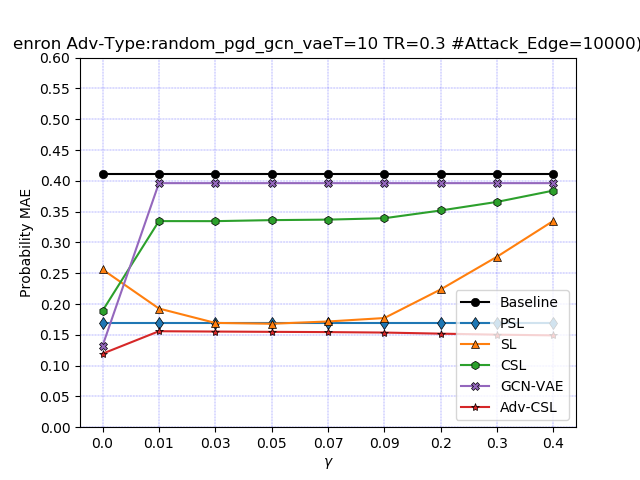 enron Adv-Type:random_pgd_gcn_vaeT=10 TR=0.3 #Attack_Edge=10000)
0.60
0.55
0.50
0.45
0.40
0.35
0.30
0.25
0.20
0.15
0.10
0.05
0.00
Probability MAE
Baseline
PSL
SL
CSL
GCN-VAE
Adv-CSL
0.0 0.01 0.03 0.05 0.07 0.09 0.2 0.3 0.4
γ